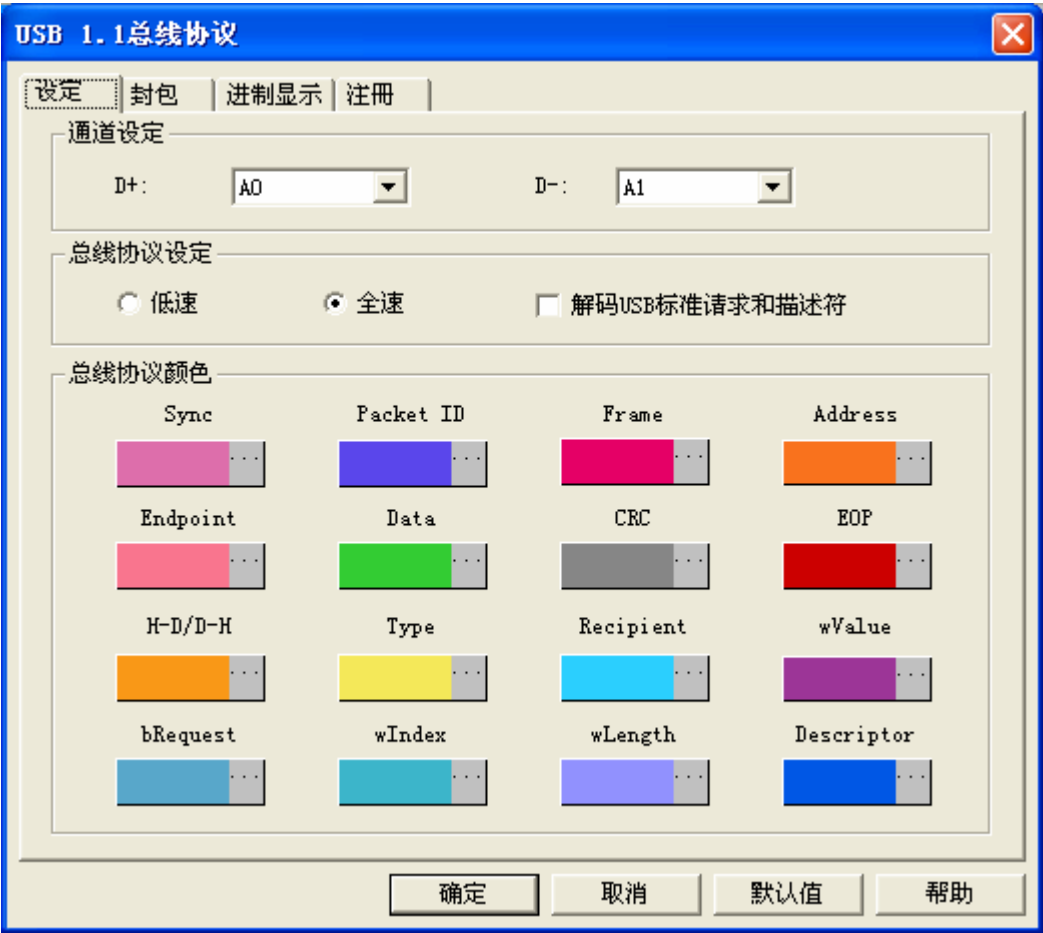 USB 1.1总线协议
设定 封包 进制显示 注冊
通道设定
D+: A0 D-: A1
总线协议设定
低速 全速 解码USB标准请求和描述符
总线协议颜色
Sync Packet ID Frame Address
... ... ... ...
Endpoint Data CRC EOP
... ... ... ...
H-D/D-H Type Recipient wValue
... ... ... ...
bRequest wIndex wLength Descriptor
... ... ... ...
确定 取消 默认值 帮助